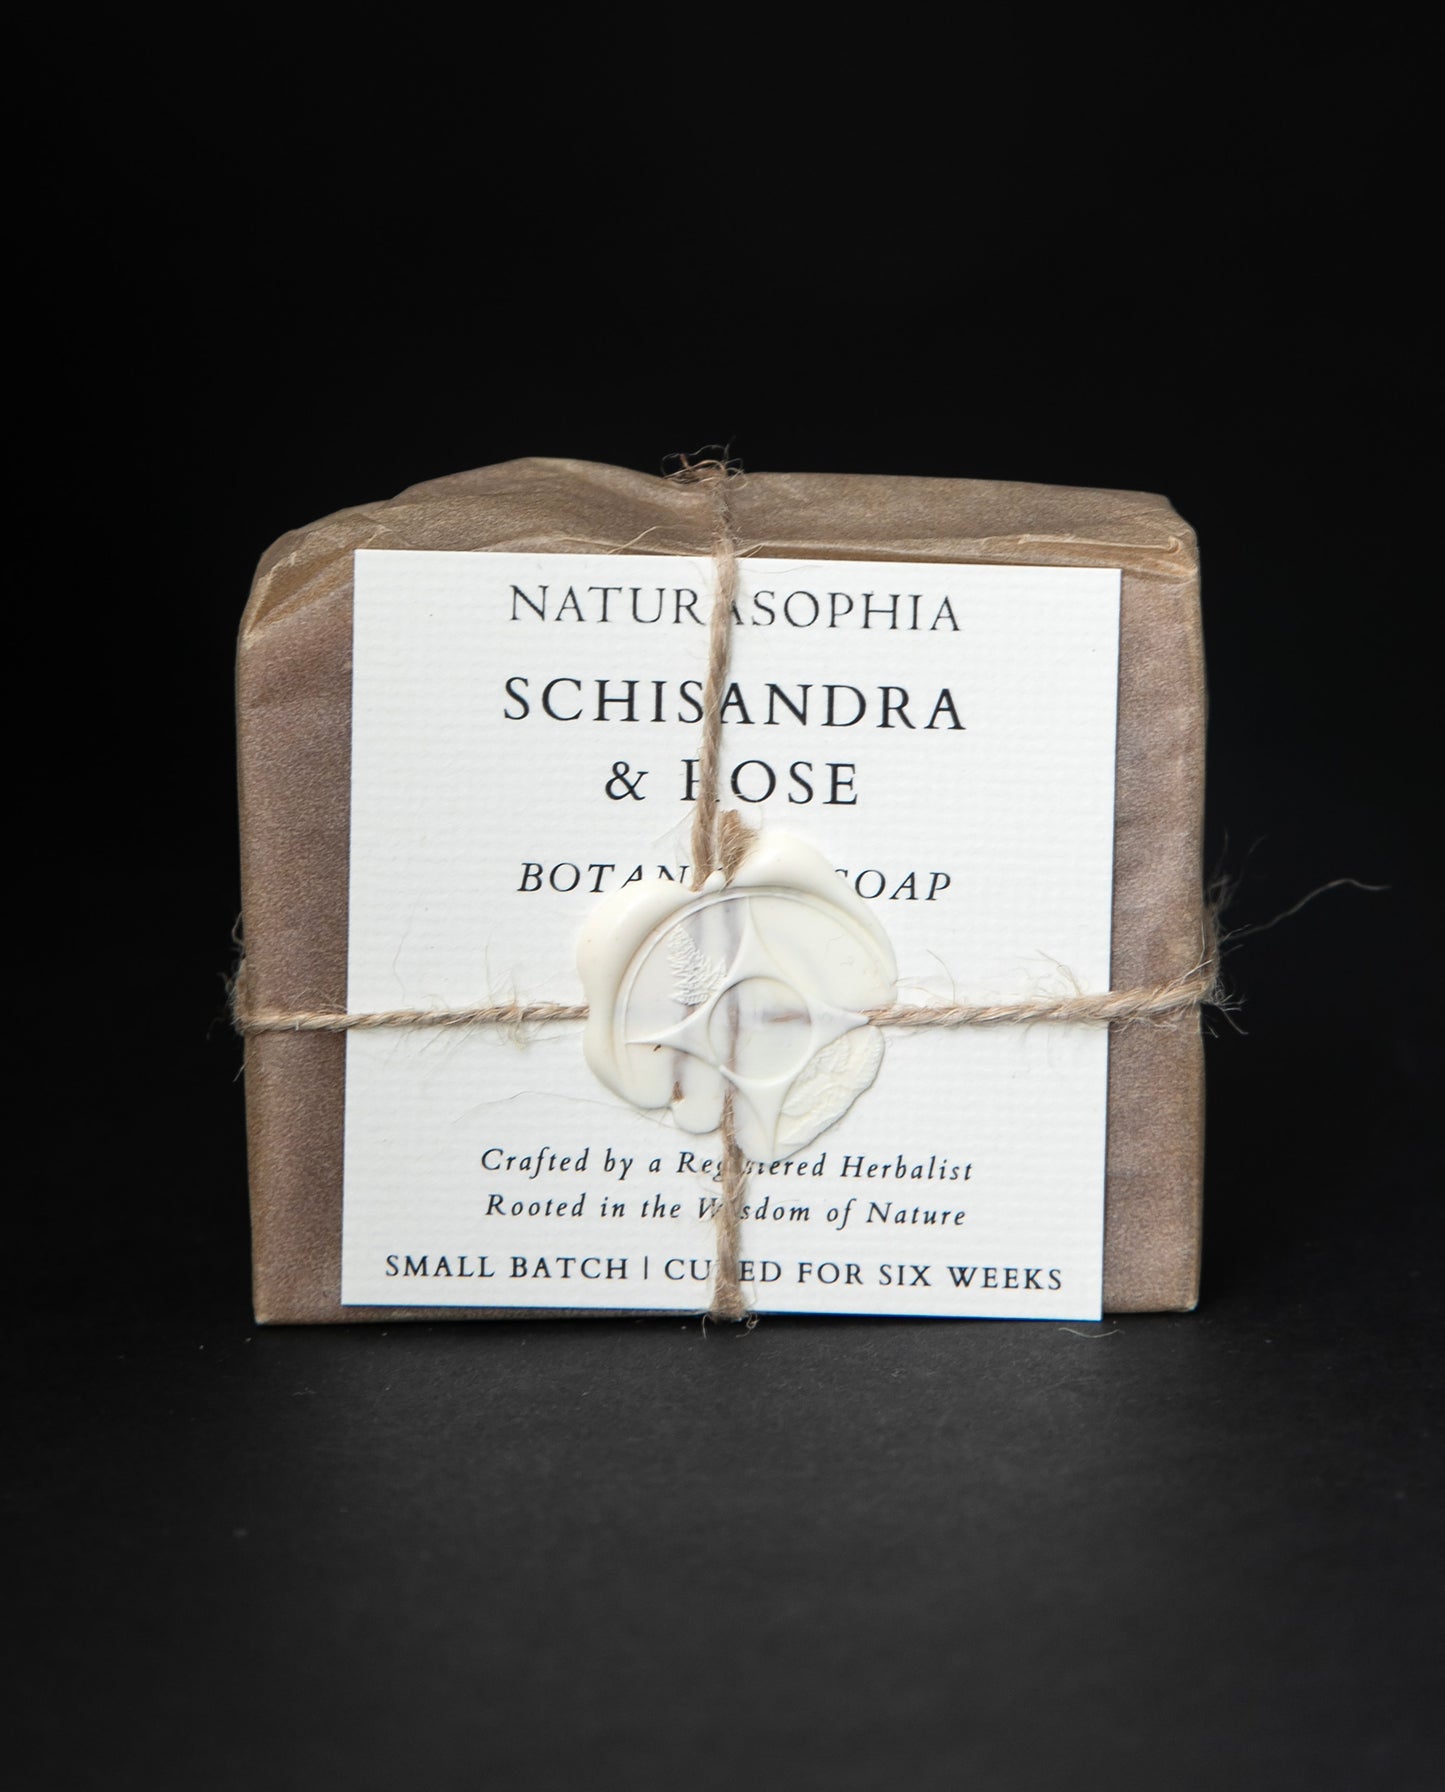 NATURASOPHIA
SCHISANDRA
& ROSE
BOTANICAL SOAP
Crafted by a Registered Herbalist
Rooted in the Wisdom of Nature
SMALL BATCH | CURED FOR SIX WEEKS